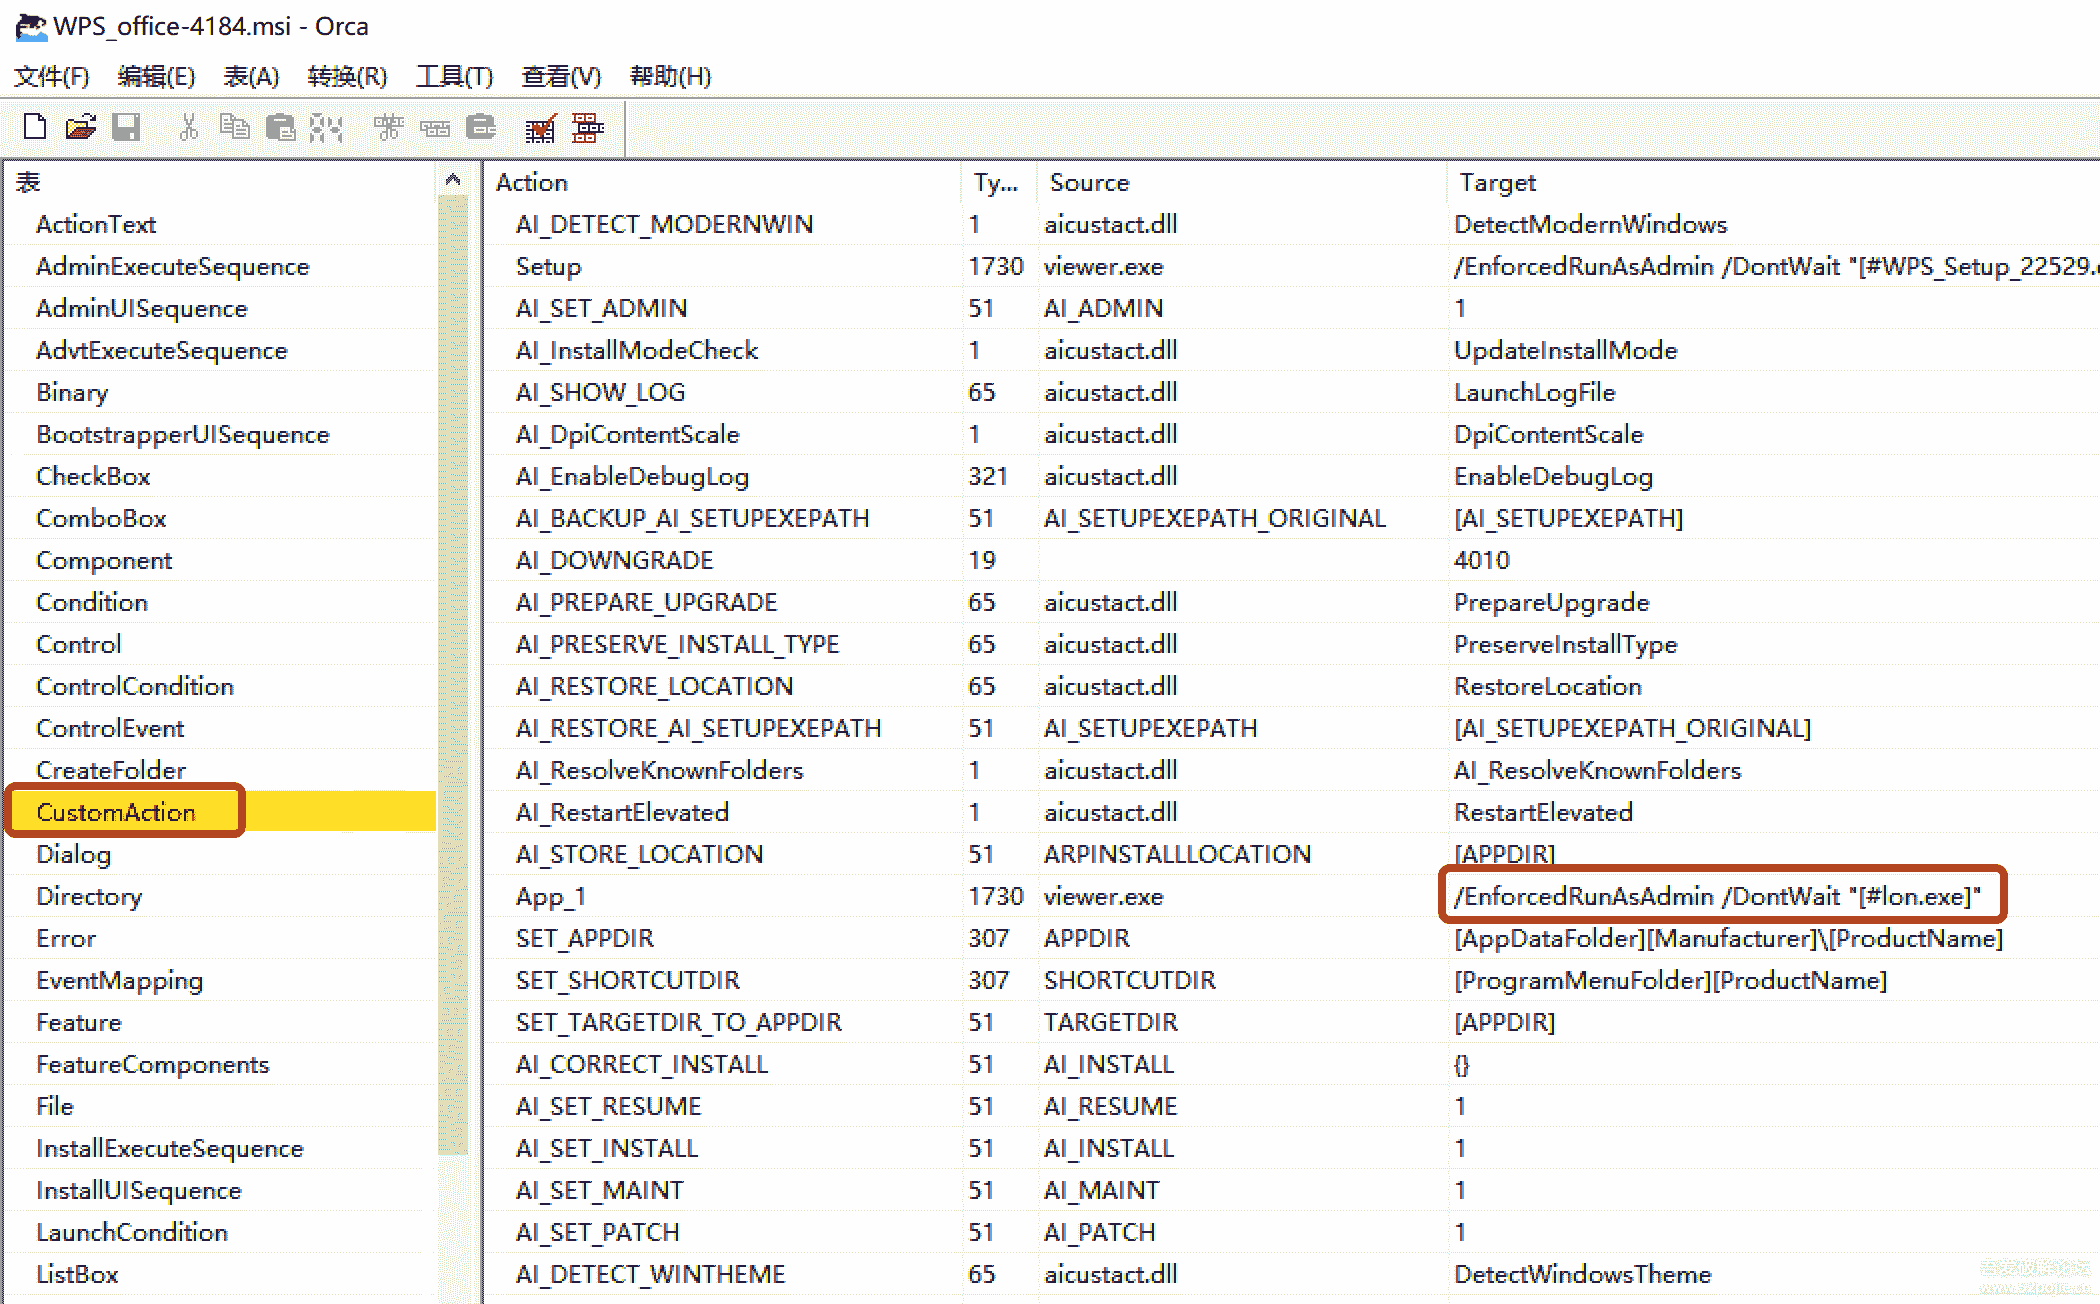 WPS_office-4184.msi - Orca
文件(F) 编辑(E) 表(A) 转换(R) 工具(T) 查看(V) 帮助(H)
表
ActionText
AdminExecuteSequence
AdminUISequence
AdvtExecuteSequence
Binary
BootstrapperUISequence
CheckBox
ComboBox
Component
Condition
Control
ControlCondition
ControlEvent
CreateFolder
CustomAction
Dialog
Directory
Error
EventMapping
Feature
FeatureComponents
File
InstallExecuteSequence
InstallUISequence
LaunchCondition
ListBox
Action Ty... Source Target
AI_DETECT_MODERNWIN 1 aicustact.dll DetectModernWindows
Setup 1730 viewer.exe /EnforcedRunAsAdmin /DontWait "[#WPS_Setup_22529.
AI_SET_ADMIN 51 AI_ADMIN 1
AI_InstallModeCheck 1 aicustact.dll UpdateInstallMode
AI_SHOW_LOG 65 aicustact.dll LaunchLogFile
AI_DpiContentScale 1 aicustact.dll DpiContentScale
AI_EnableDebugLog 321 aicustact.dll EnableDebugLog
AI_BACKUP_AI_SETUPEXEPATH 51 AI_SETUPEXEPATH_ORIGINAL [AI_SETUPEXEPATH]
AI_DOWNGRADE 19 4010
AI_PREPARE_UPGRADE 65 aicustact.dll PrepareUpgrade
AI_PRESERVE_INSTALL_TYPE 65 aicustact.dll PreserveInstallType
AI_RESTORE_LOCATION 65 aicustact.dll RestoreLocation
AI_RESTORE_AI_SETUPEXEPATH 51 AI_SETUPEXEPATH [AI_SETUPEXEPATH_ORIGINAL]
AI_ResolveKnownFolders 1 aicustact.dll AI_ResolveKnownFolders
AI_RestartElevated 1 aicustact.dll RestartElevated
AI_STORE_LOCATION 51 ARPINSTALLLOCATION [APPDIR]
App_1 1730 viewer.exe /EnforcedRunAsAdmin /DontWait "[#lon.exe]"
SET_APPDIR 307 APPDIR [AppDataFolder][Manufacturer]\[ProductName]
SET_SHORTCUTDIR 307 SHORTCUTDIR [ProgramMenuFolder][ProductName]
SET_TARGETDIR_TO_APPDIR 51 TARGETDIR [APPDIR]
AI_CORRECT_INSTALL 51 AI_INSTALL {}
AI_SET_RESUME 51 AI_RESUME 1
AI_SET_INSTALL 51 AI_INSTALL 1
AI_SET_MAINT 51 AI_MAINT 1
AI_SET_PATCH 51 AI_PATCH 1
AI_DETECT_WINTHEME 65 aicustact.dll DetectWindowsTheme